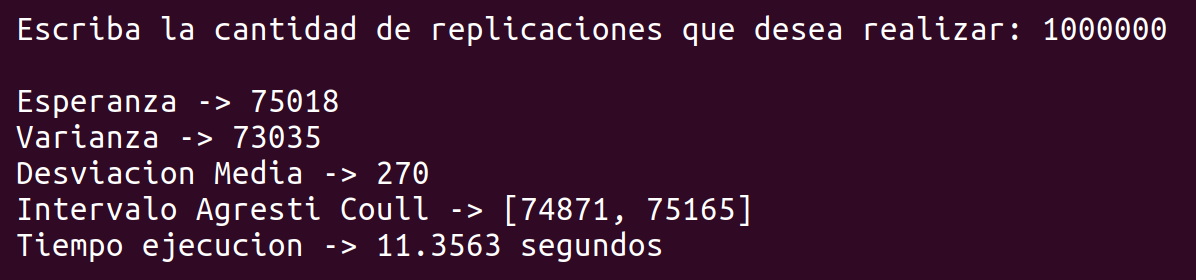 Escriba la cantidad de replicaciones que desea realizar: 1000000
Esperanza -> 75018
Varianza -> 73035
Desviacion Media -> 270
Intervalo Agresti Coull -> [74871, 75165]
Tiempo ejecucion -> 11.3563 segundos